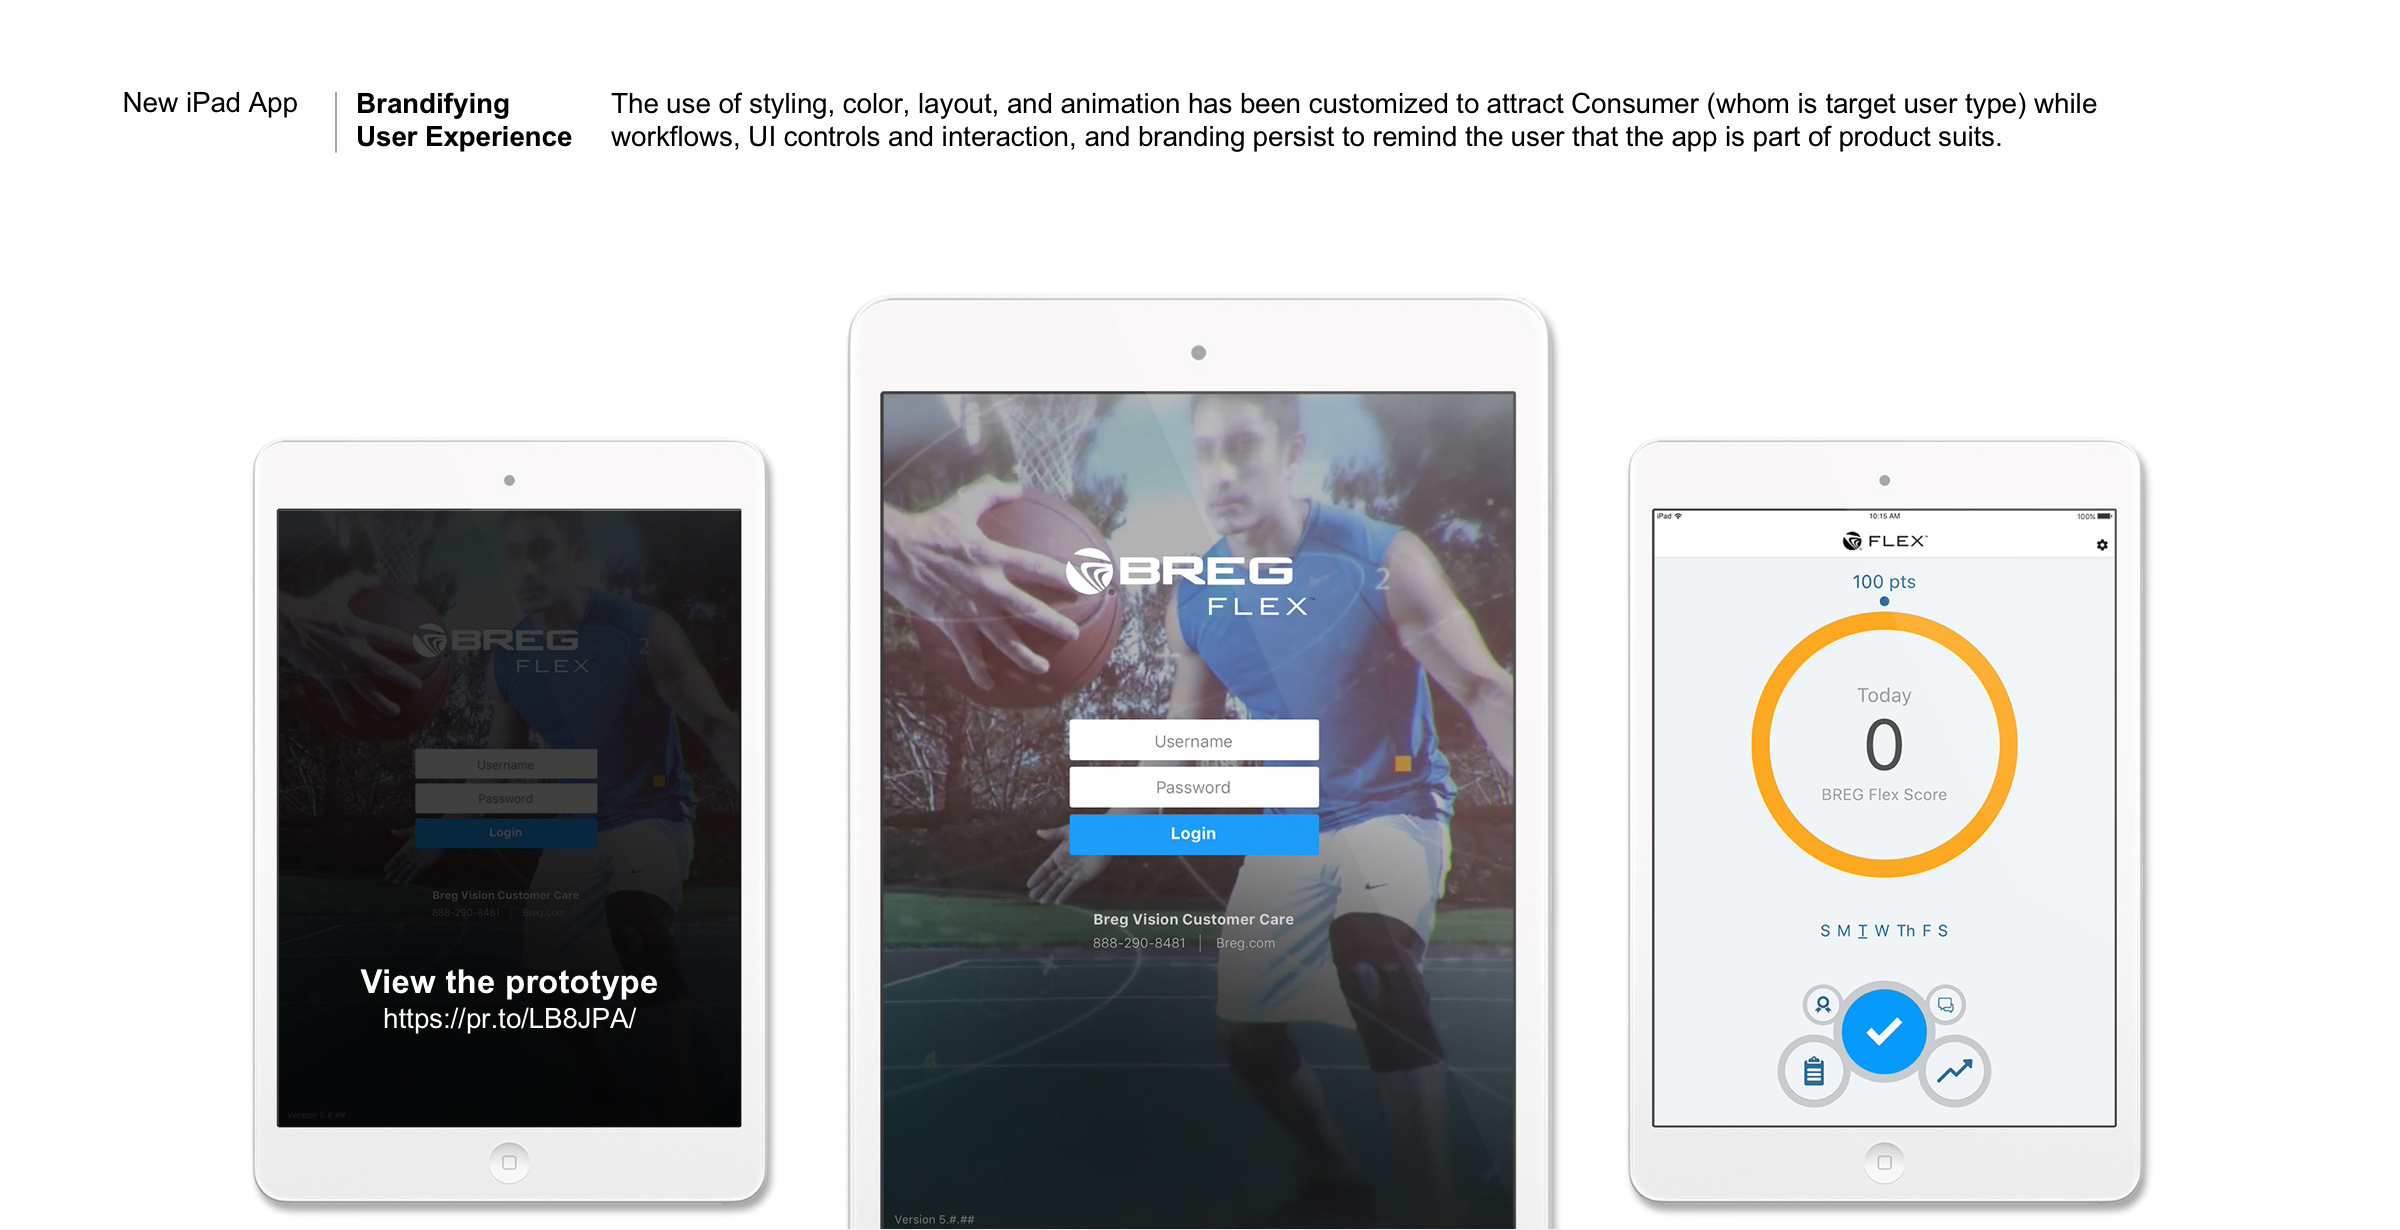 New iPad App
Brandifying
User Experience
The use of styling, color, layout, and animation has been customized to attract Consumer (whom is target user type) while
workflows, UI controls and interaction, and branding persist to remind the user that the app is part of product suits.
BREG
FLEX
Username
Password
Login
Breg Vision Customer Care
888-290-8481 | Breg.com
View the prototype
https://pr.to/LB8JPA/
Version 5.#.##
2
BREG®
FLEX™
2
Username
Password
Login
Breg Vision Customer Care
888-290-8481 | Breg.com
Version 5.#.##
iPad 10:15 AM 100%
FLEX™
100 pts
Today
0
BREG Flex Score
S M T W Th F S